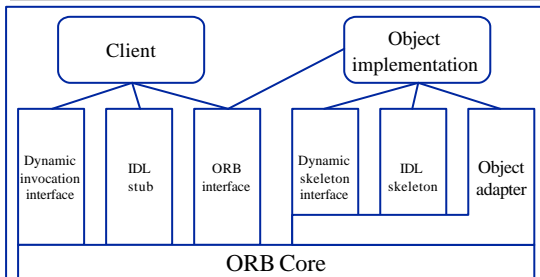 Client
Object
implementation
Dynamic
invocation
interface
IDL
stub
ORB
interface
Dynamic
skeleton
interface
IDL
skeleton
Object
adapter
ORB Core